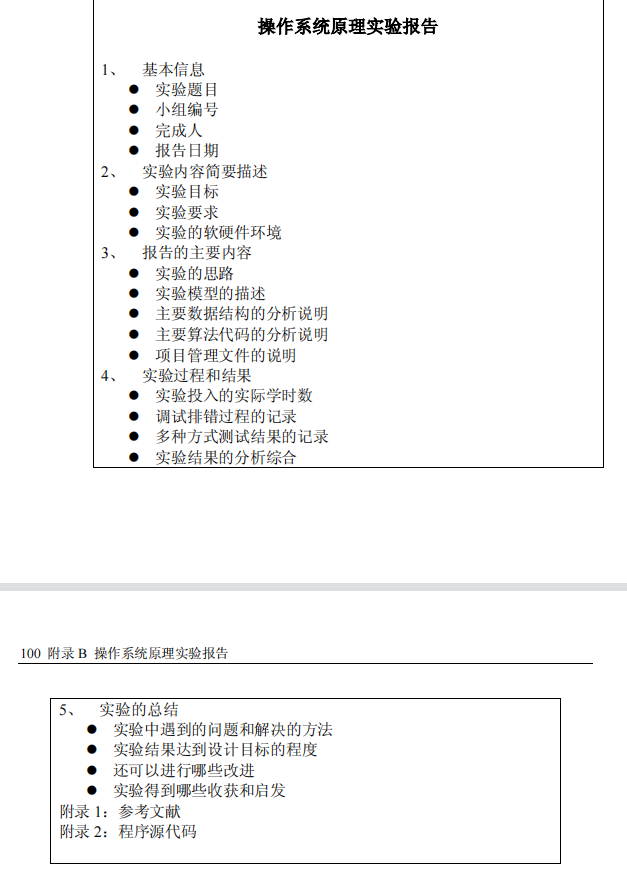 操作系统原理实验报告
1、 基本信息
● 实验题目
● 小组编号
● 完成人
● 报告日期
2、 实验内容简要描述
● 实验目标
● 实验要求
● 实验的软硬件环境
3、 报告的主要内容
● 实验的思路
● 实验模型的描述
● 主要数据结构的分析说明
● 主要算法代码的分析说明
● 项目管理文件的说明
4、 实验过程和结果
● 实验投入的实际学时数
● 调试排错过程的记录
● 多种方式测试结果的记录
● 实验结果的分析综合
100 附录 B 操作系统原理实验报告
5、 实验的总结
● 实验中遇到的问题和解决的方法
● 实验结果达到设计目标的程度
● 还可以进行哪些改进
● 实验得到哪些收获和启发
附录 1：参考文献
附录 2：程序源代码